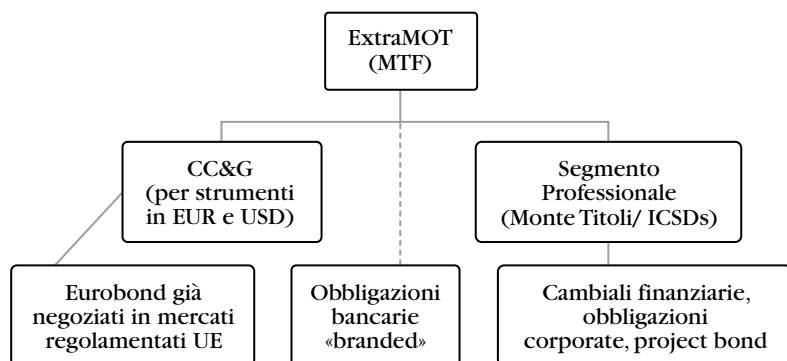 ExtraMOT
(MTF)
CC&G
(per strumenti
in EUR e USD)
Segmento
Professionale
(Monte Titoli/ ICSDs)
Eurobond già
negoziati in mercati
regolamentati UE
Obbligazioni
bancarie
«branded»
Cambiali finanziarie,
obbligazioni
corporate, project bond